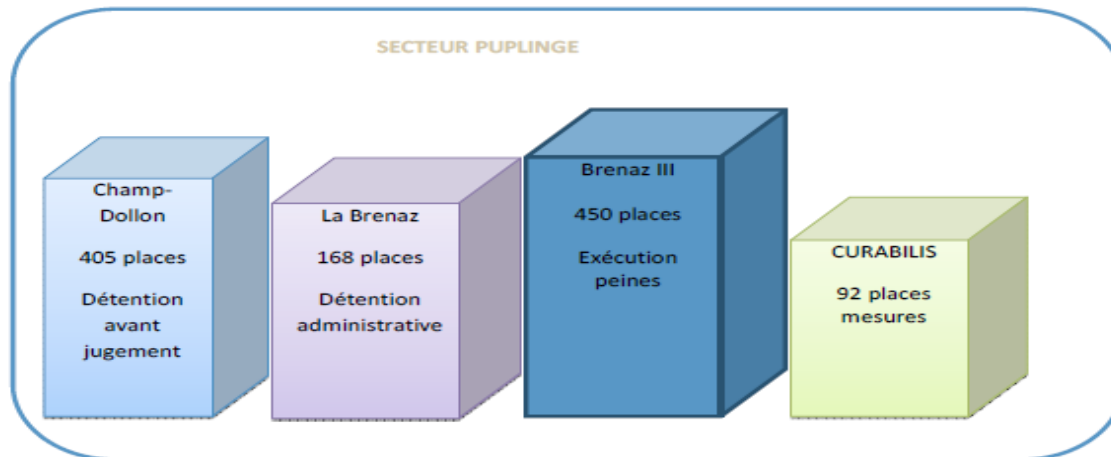 SECTEUR PUPLINGE
Champ-
Dollon
405 places
Détention
avant
jugement
La Brenaz
168 places
Détention
administrative
Brenaz III
450 places
Exécution
peines
CURABILIS
92 places
mesures